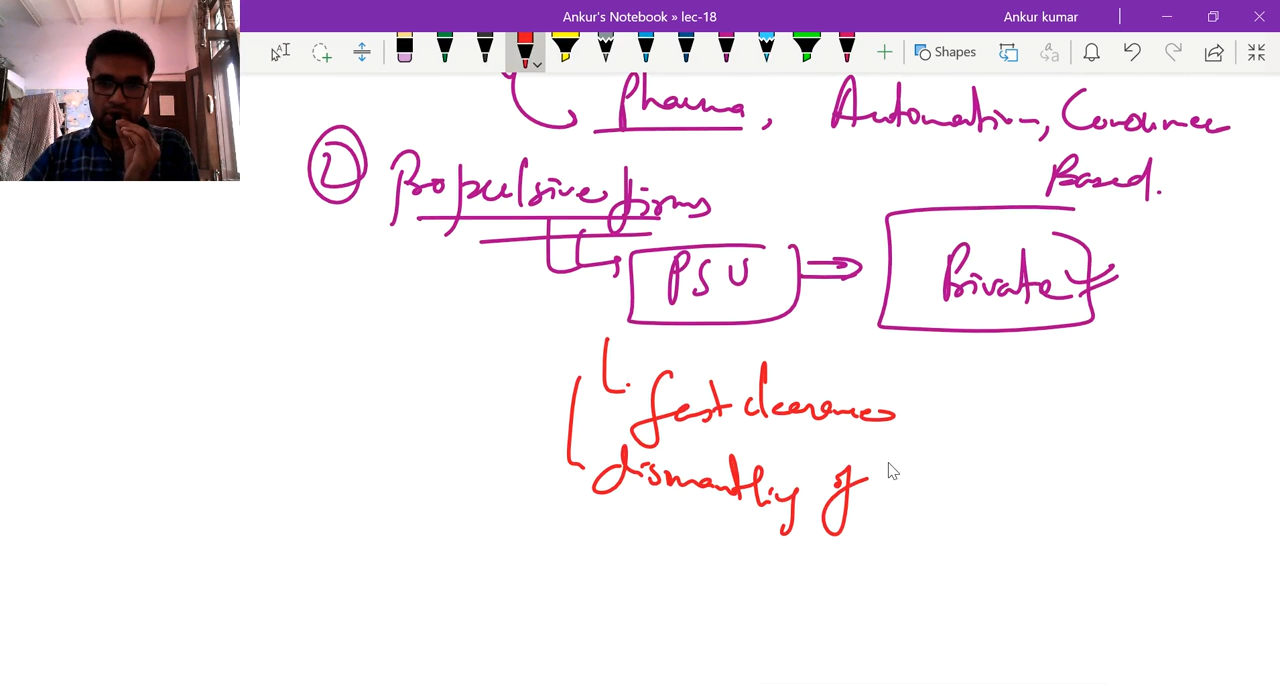 Ankur's Notebook » lec-18
Ankur kumar
Shapes
Pharma, Automation, Consumer
Based.
② Propulsive firms
PSU ⇒ Private
fast clearances
dismantling of